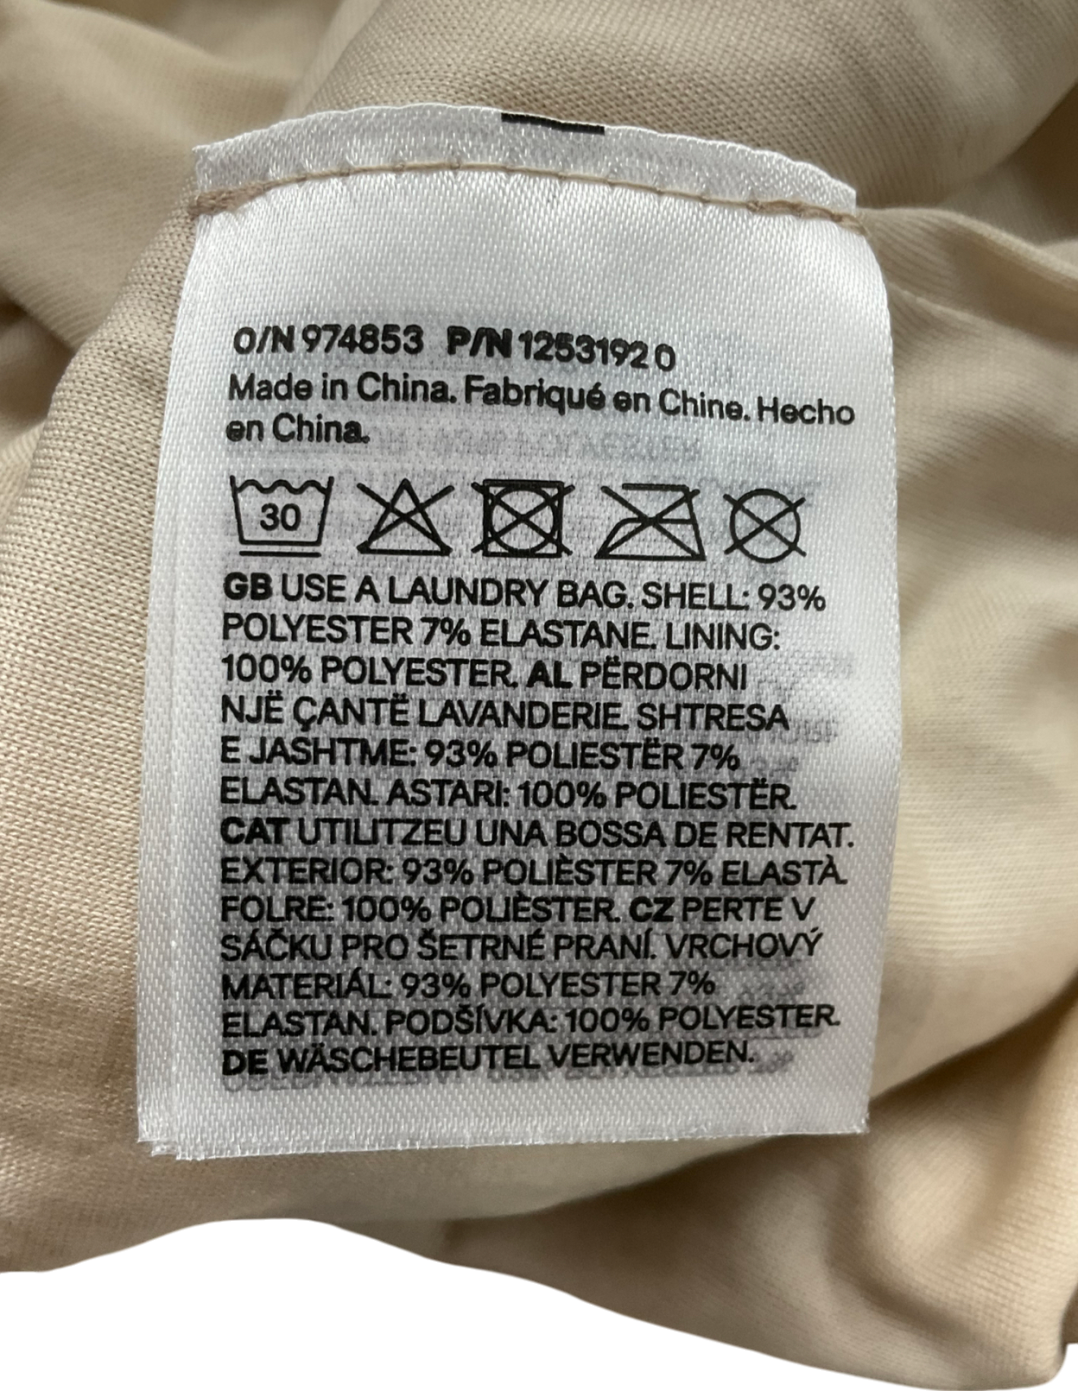 O/N 974853 P/N 1253192 0
Made in China. Fabriqué en Chine. Hecho
en China.
30
GB USE A LAUNDRY BAG. SHELL: 93%
POLYESTER 7% ELASTANE. LINING:
100% POLYESTER. AL PËRDORNI
NJË ÇANTË LAVANDERIE. SHTRESA
E JASHTME: 93% POLIESTËR 7%
ELASTAN. ASTARI: 100% POLIESTËR.
CAT UTILITZEU UNA BOSSA DE RENTAT.
EXTERIOR: 93% POLIÈSTER 7% ELASTÀ.
FOLRE: 100% POLIÈSTER. CZ PERTE V
SÁČKU PRO ŠETRNÉ PRANÍ. VRCHOVÝ
MATERIÁL: 93% POLYESTER 7%
ELASTAN. PODŠÍVKA: 100% POLYESTER.
DE WÄSCHEBEUTEL VERWENDEN.